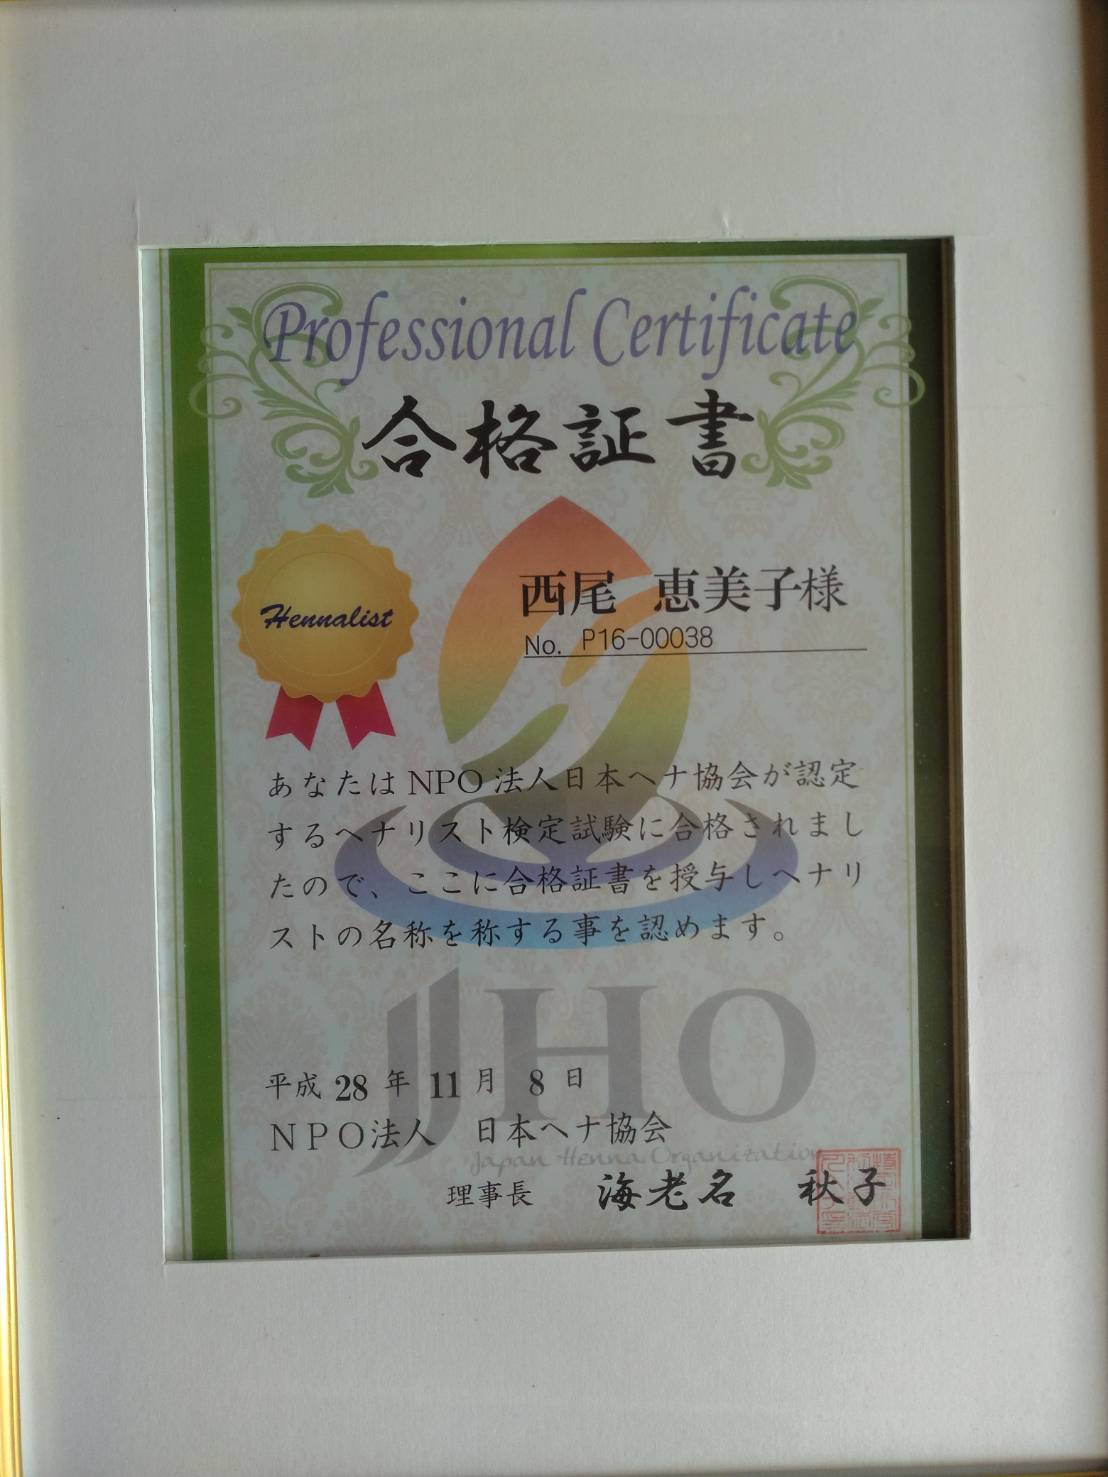 Professional Certificate
合格証書
Hennalist
西尾　恵美子様
No. P16-00038
あなたは NPO 法人日本ヘナ協会が認定
するヘナリスト検定試験に合格されまし
たので、ここに合格証書を授与しヘナリ
ストの名称を称する事を認めます。
JHO
平成 28 年 11 月 8 日
ＮＰＯ法人　日本ヘナ協会
Japan Henna Organization
理事長　海老名　秋子